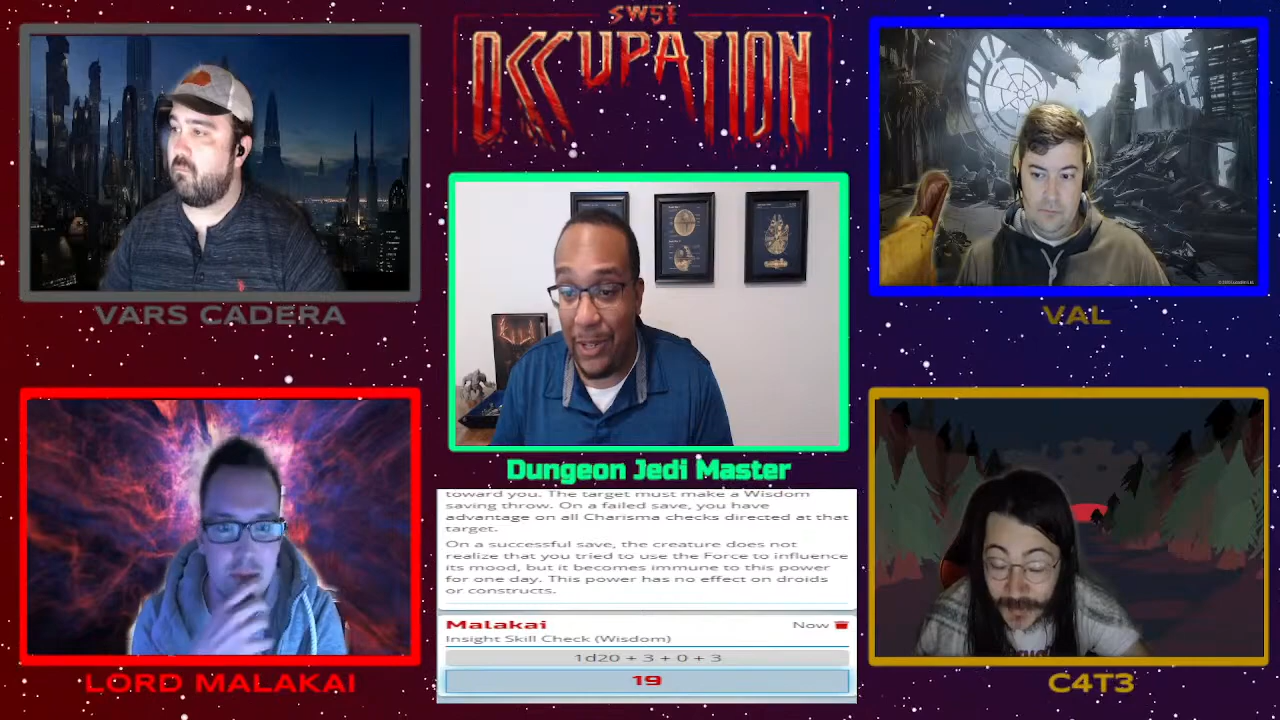 SW5E
OCCUPATION
VARS CADERA
VAL
Dungeon Jedi Master
toward you. The target must make a Wisdom
saving throw. On a failed save, you have
advantage on all Charisma checks directed at that
target.
On a successful save, the creature does not
realize that you tried to use the Force to influence
its mood, but it becomes immune to this power
for one day. This power has no effect on droids
or constructs.
Malakai
Now
Insight Skill Check (Wisdom)
1d20 + 3 + 0 + 3
19
LORD MALAKAI
C4T3